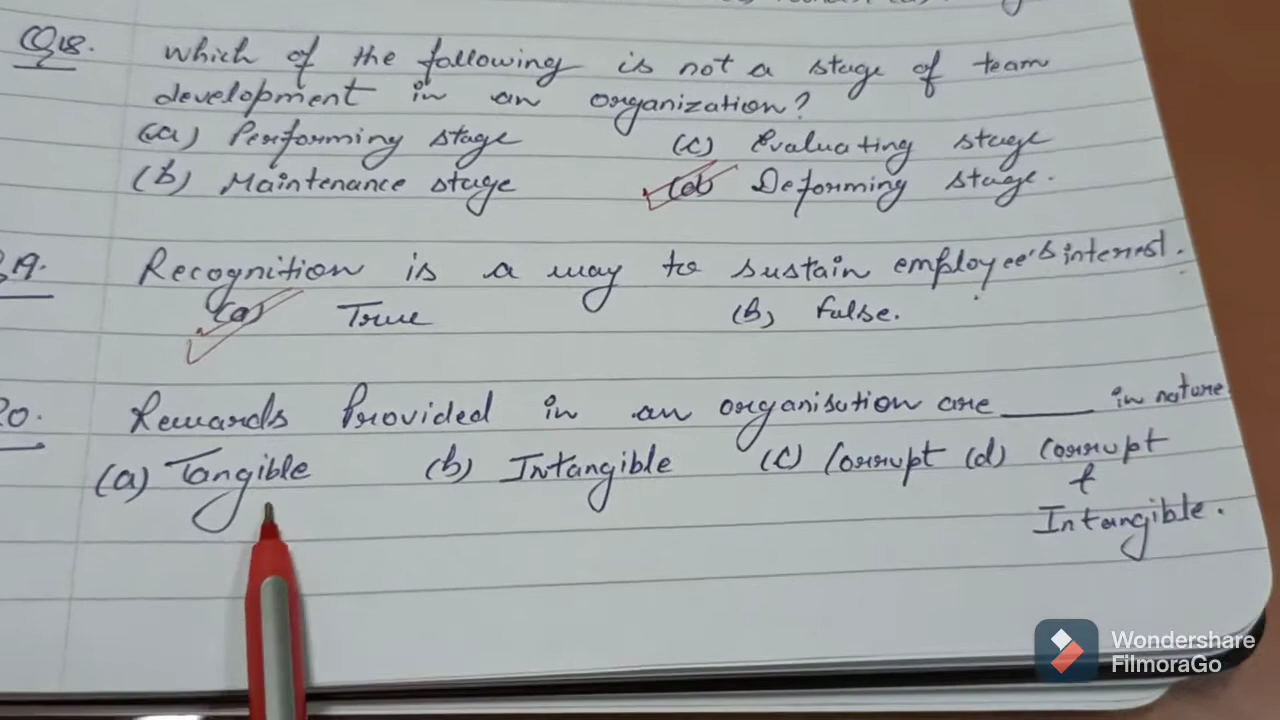 Q18. Which of the following is not a stage of team
development in an organization?
(a) Performing stage (c) Evaluating stage
(b) Maintenance stage (d) Deforming stage.
19. Recognition is a way to sustain employee's interest.
(a) True (b) False.
20. Rewards Provided in an organisation are ____ in nature
(a) Tangible (b) Intangible (c) Corrupt (d) Corrupt
&
Intangible.
Wondershare
FilmoraGo